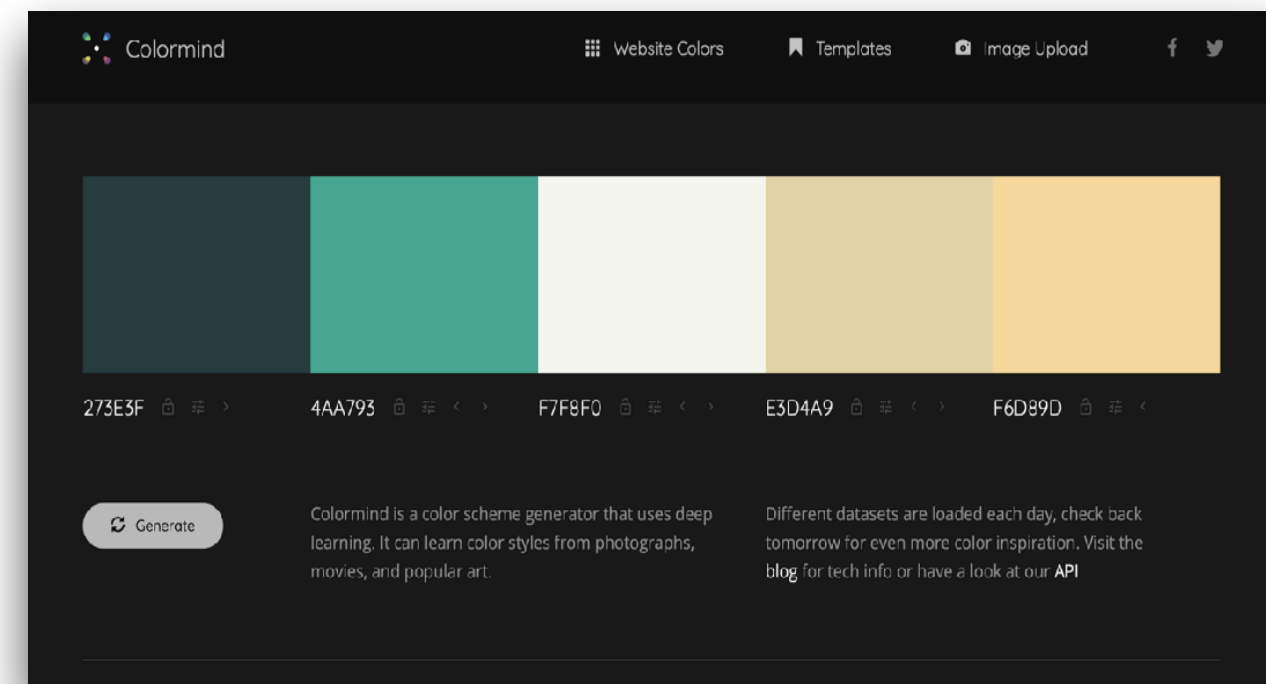 Colormind
Website Colors
Templates
Image Upload
273E3F
4AA793
F7F8F0
E3D4A9
F6D89D
Generate
Colormind is a color scheme generator that uses deep
learning. It can learn color styles from photographs,
movies, and popular art.
Different datasets are loaded each day, check back
tomorrow for even more color inspiration. Visit the
blog for tech info or have a look at our API